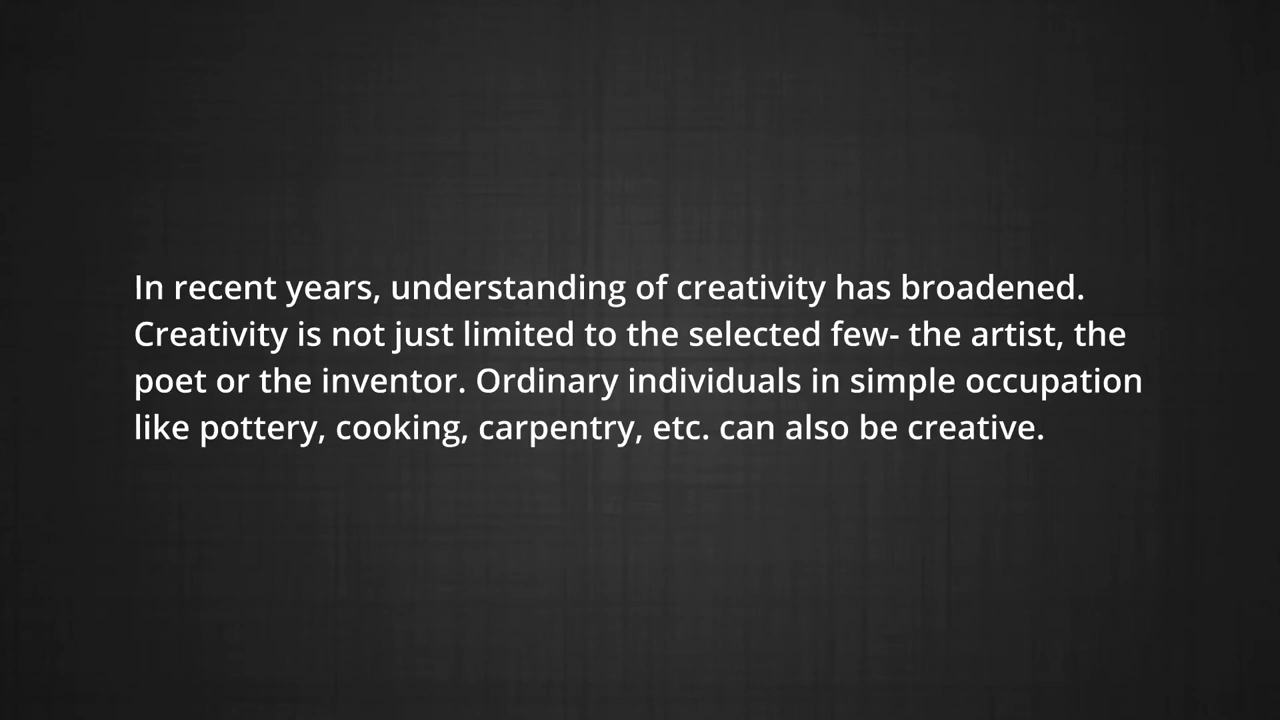 In recent years, understanding of creativity has broadened.
Creativity is not just limited to the selected few- the artist, the
poet or the inventor. Ordinary individuals in simple occupation
like pottery, cooking, carpentry, etc. can also be creative.